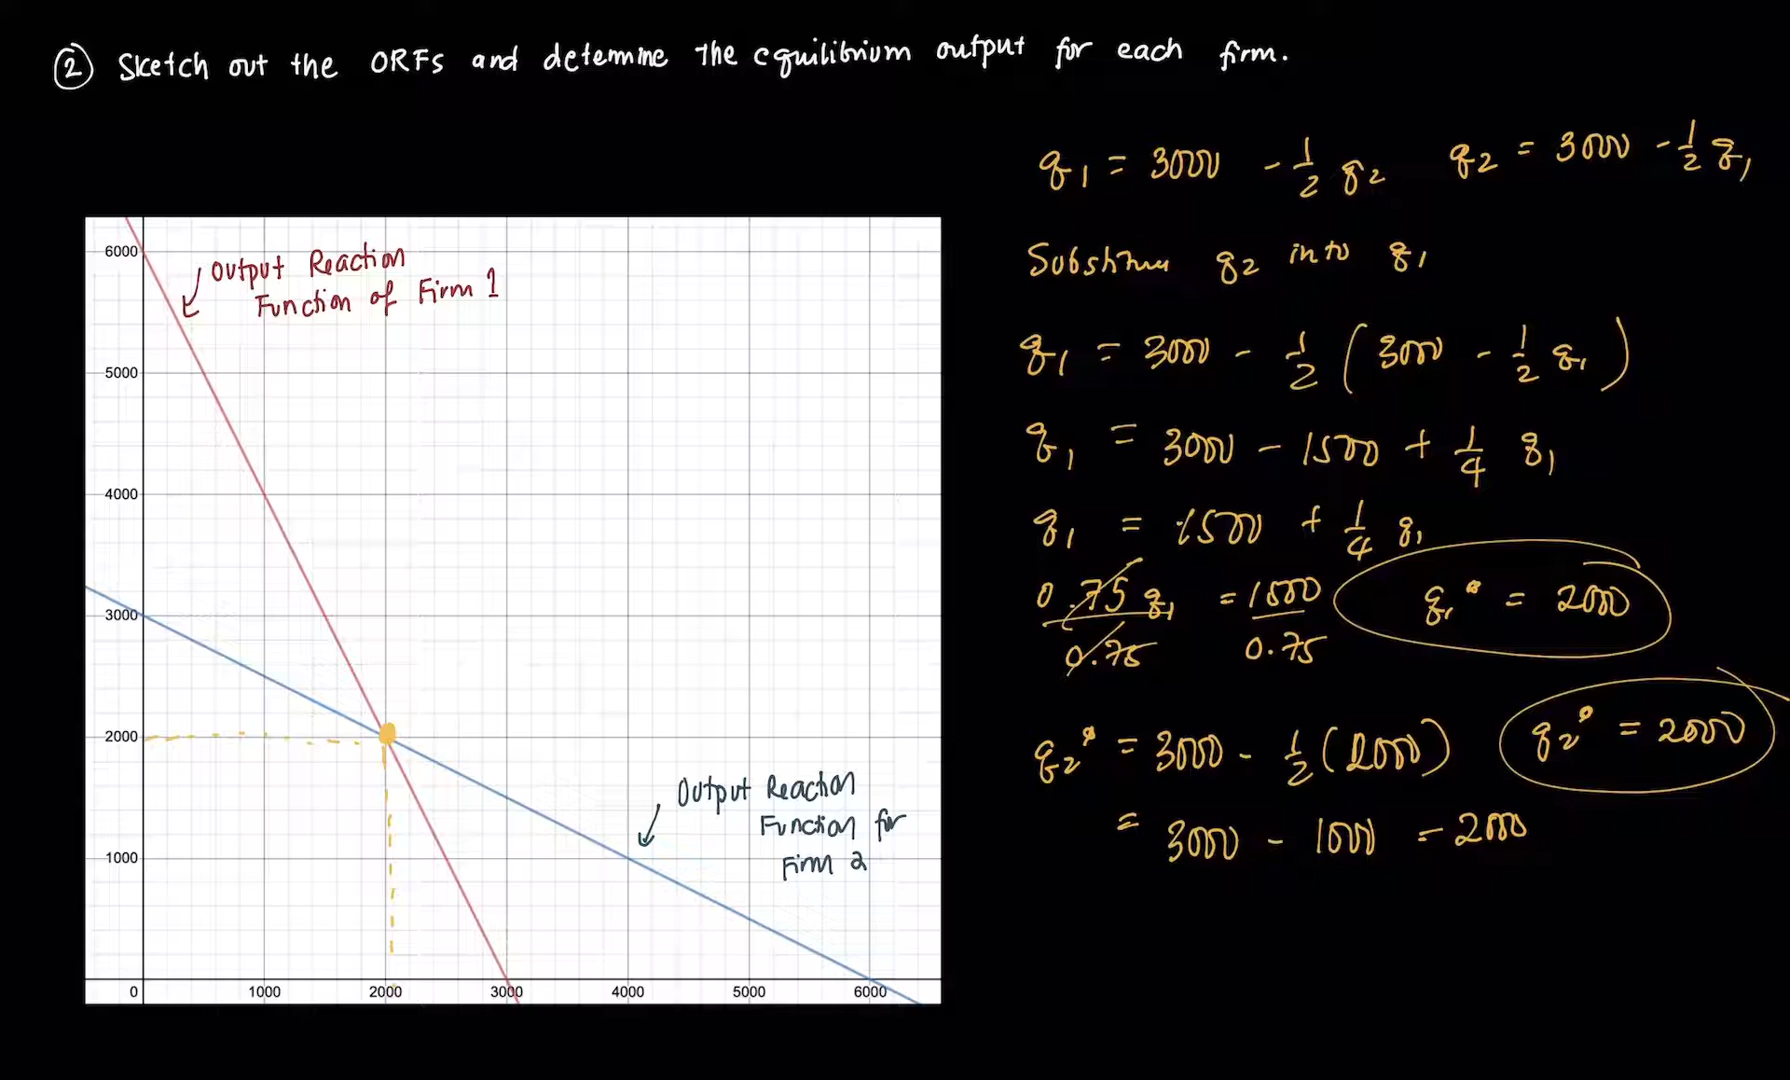 ② Sketch out the ORFs and determine the equilibrium output for each firm.
q₁ = 3000 - 1/2 q₂ q₂ = 3000 - 1/2 q₁
Substitute q₂ into q₁
q₁ = 3000 - 1/2 (3000 - 1/2 q₁)
q₁ = 3000 - 1500 + 1/4 q₁
q₁ = 1500 + 1/4 q₁
0.75 q₁ / 0.75 = 1500 / 0.75 q₁* = 2000
q₂* = 3000 - 1/2 (2000) q₂* = 2000
= 3000 - 1000 = 2000
Output Reaction
Function of Firm 1
Output Reaction
Function for
Firm 2
6000
5000
4000
3000
2000
1000
0 1000 2000 3000 4000 5000 6000